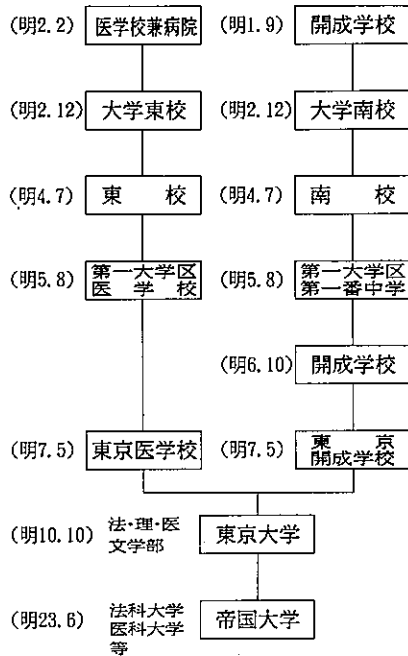 (明2.2) 医学校兼病院 (明1.9) 開成学校
(明2.12) 大学東校 (明2.12) 大学南校
(明4.7) 東校 (明4.7) 南校
(明5.8) 第一大学区 (明5.8) 第一大学区
医学校 第一番中学
(明6.10) 開成学校
(明7.5) 東京医学校 (明7.5) 東京
開成学校
(明10.10) 法·理·医 東京大学
文学部
(明23.6) 法科大学 帝国大学
医科大学
等